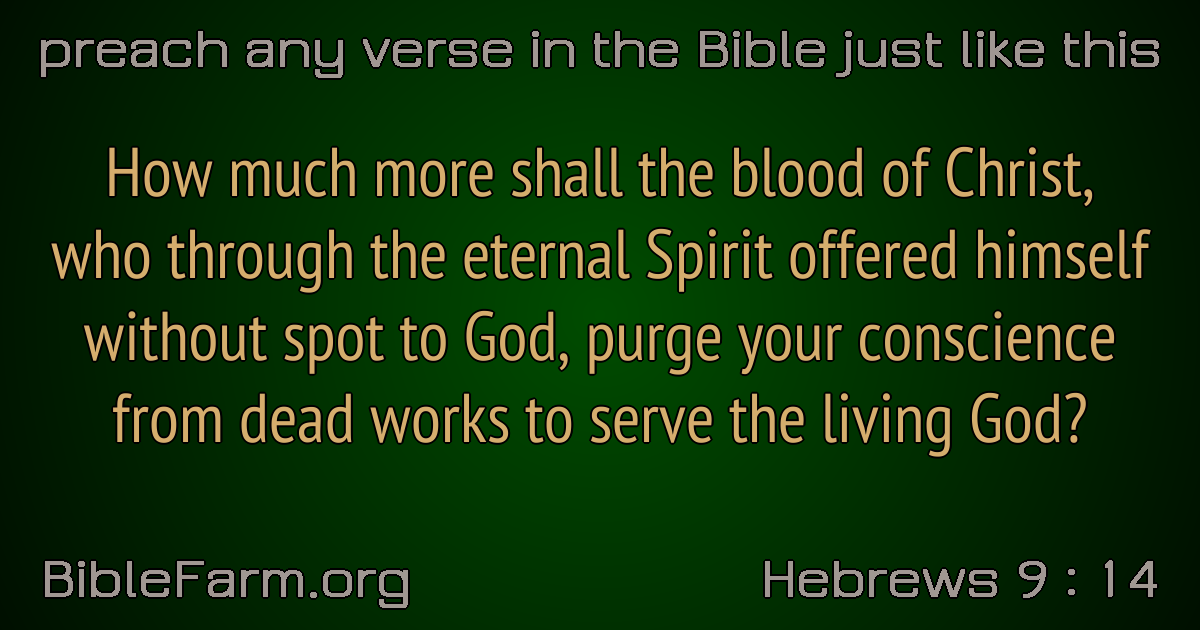 preach any verse in the Bible just like this
How much more shall the blood of Christ,
who through the eternal Spirit offered himself
without spot to God, purge your conscience
from dead works to serve the living God?
BibleFarm.org
Hebrews 9 : 14